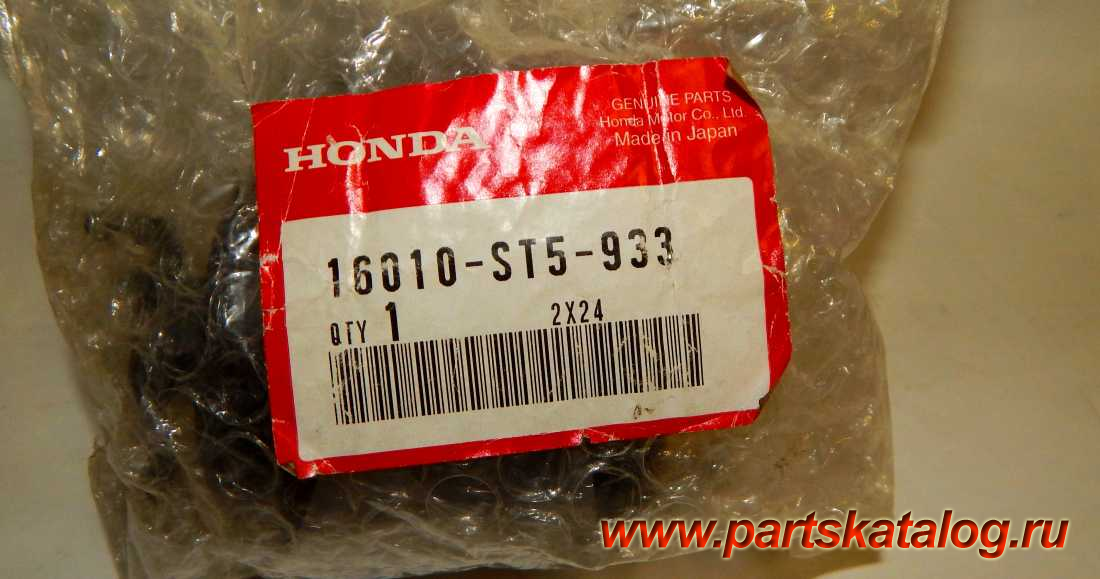 GENUINE PARTS
Honda Motor Co., Ltd.
Made in Japan
HONDA
16010-ST5-933
QTY 1 2X24
www.partskatalog.ru